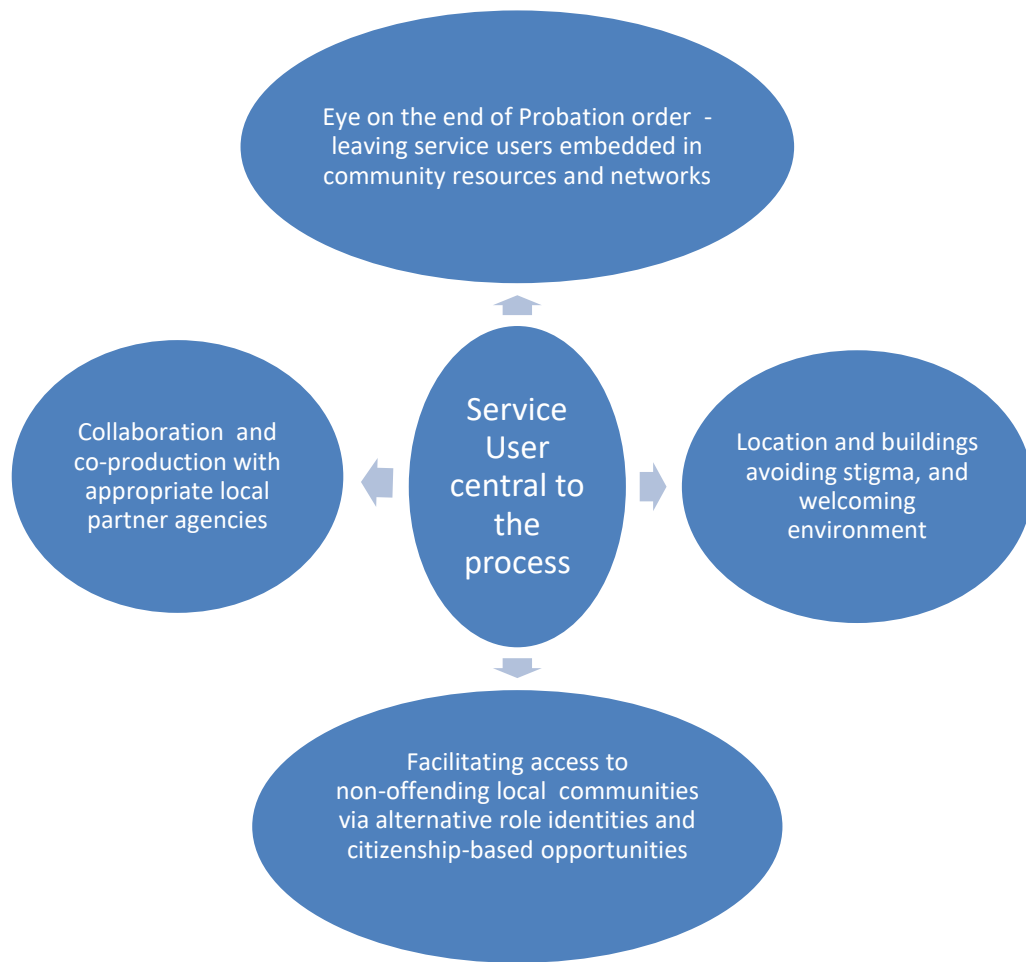 Eye on the end of Probation order -
leaving service users embedded in
community resources and networks
Collaboration and
co-production with
appropriate local
partner agencies
Service
User
central to
the
process
Location and buildings
avoiding stigma, and
welcoming
environment
Facilitating access to
non-offending local communities
via alternative role identities and
citizenship-based opportunities